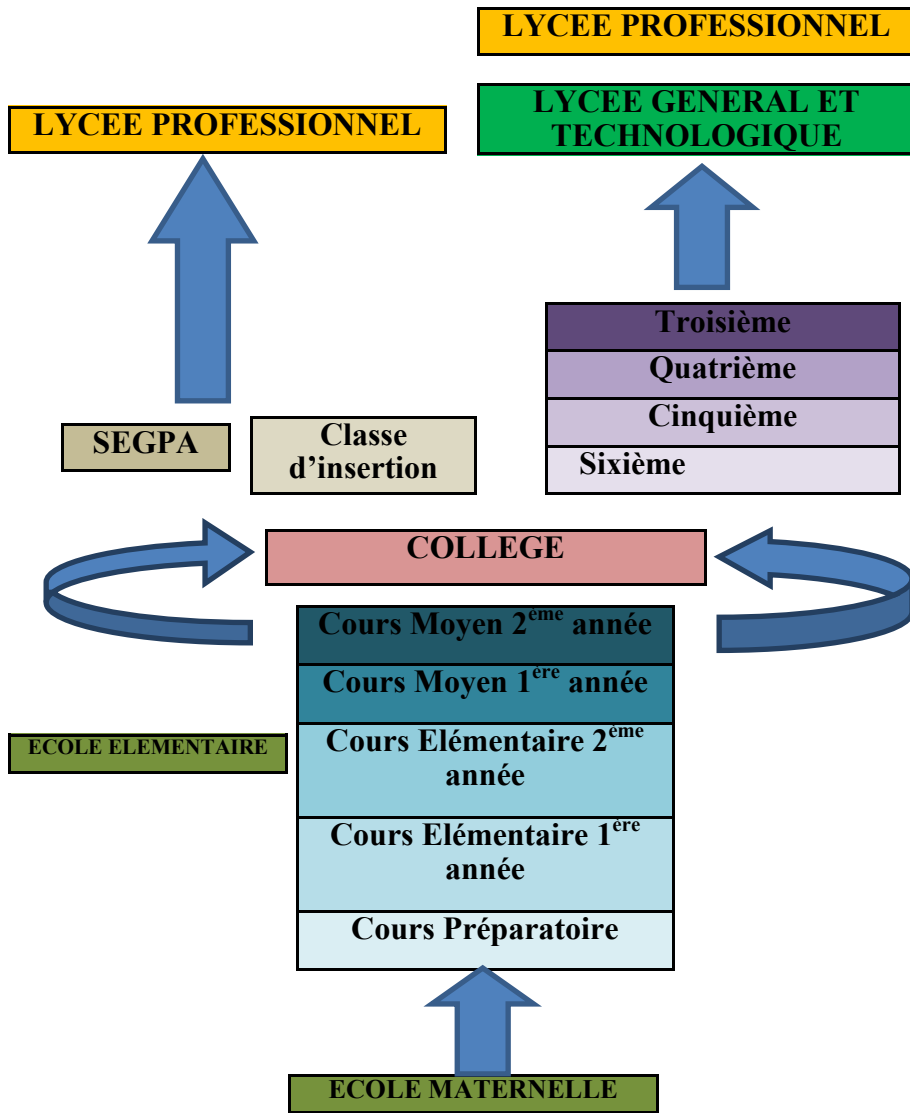 LYCEE PROFESSIONNEL
LYCEE GENERAL ET
TECHNOLOGIQUE
LYCEE PROFESSIONNEL
Troisième
Quatrième
Cinquième
Sixième
SEGPA
Classe
d’insertion
COLLEGE
Cours Moyen 2ème année
Cours Moyen 1ère année
ECOLE ELEMENTAIRE
Cours Elémentaire 2ème
année
Cours Elémentaire 1ère
année
Cours Préparatoire
ECOLE MATERNELLE